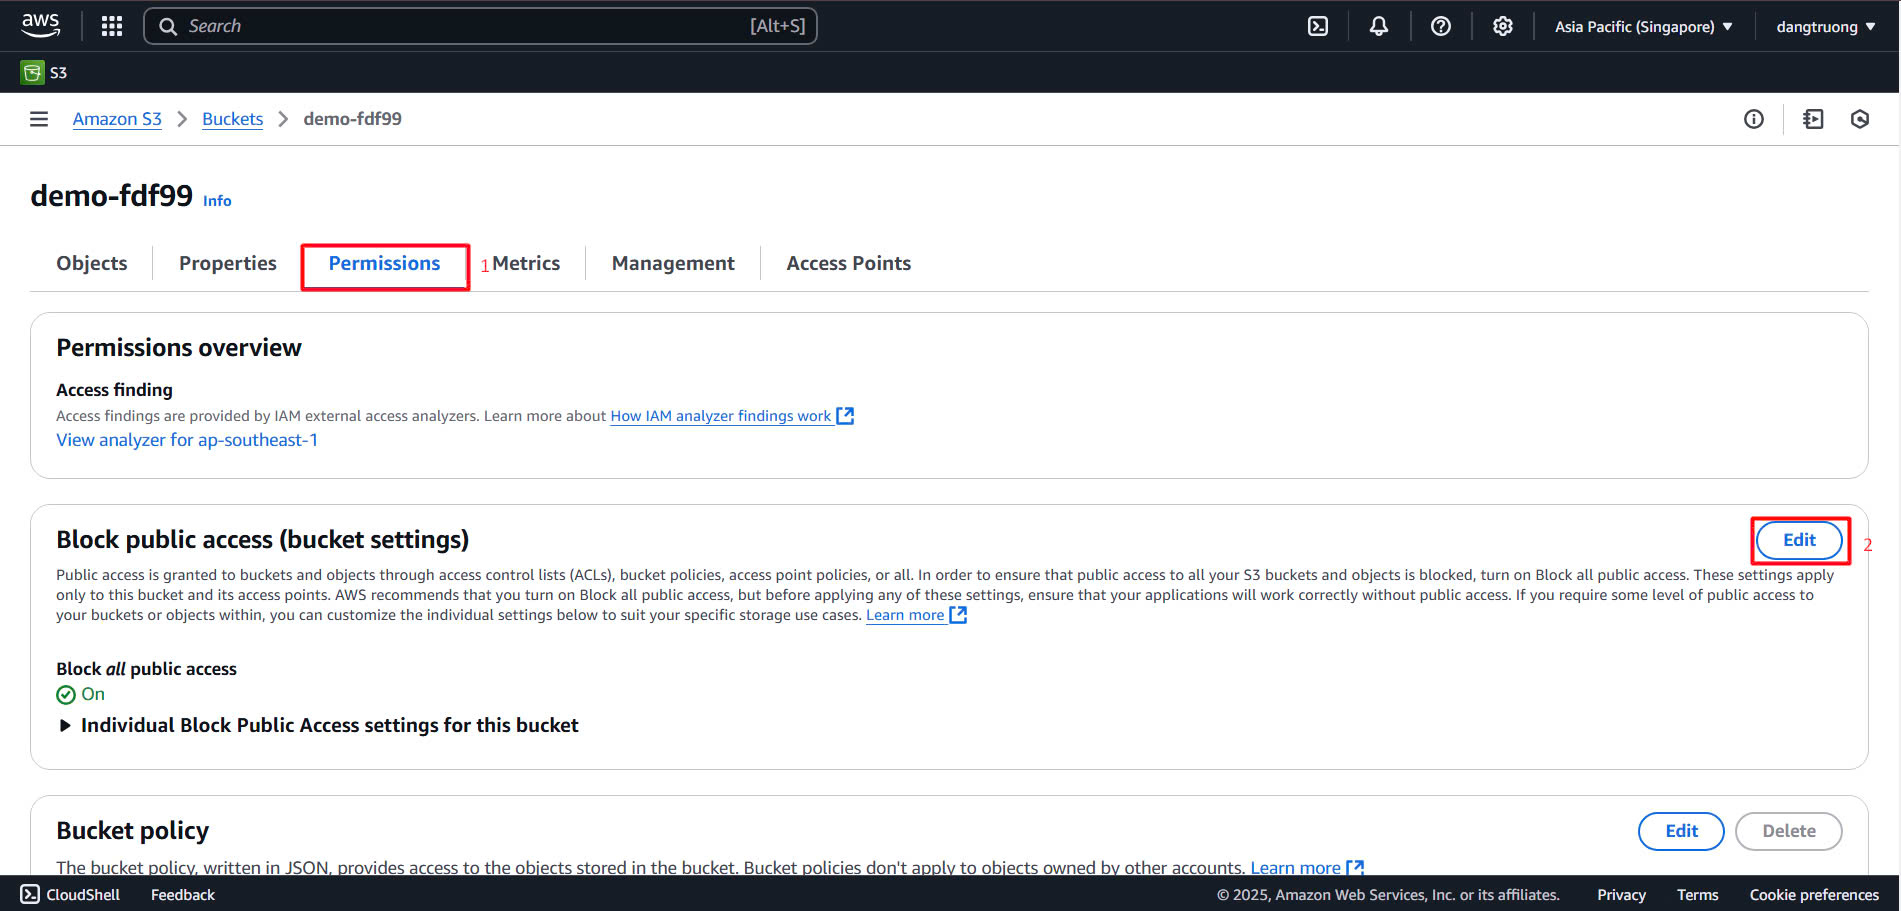 aws Search [Alt+S] Asia Pacific (Singapore) dangtruong
S3
Amazon S3 Buckets demo-fdf99
demo-fdf99 Info
Objects Properties Permissions 1 Metrics Management Access Points
Permissions overview
Access finding
Access findings are provided by IAM external access analyzers. Learn more about How IAM analyzer findings work
View analyzer for ap-southeast-1
Block public access (bucket settings) Edit 2
Public access is granted to buckets and objects through access control lists (ACLs), bucket policies, access point policies, or all. In order to ensure that public access to all your S3 buckets and objects is blocked, turn on Block all public access. These settings apply
only to this bucket and its access points. AWS recommends that you turn on Block all public access, but before applying any of these settings, ensure that your applications will work correctly without public access. If you require some level of public access to
your buckets or objects within, you can customize the individual settings below to suit your specific storage use cases. Learn more
Block all public access
On
Individual Block Public Access settings for this bucket
Bucket policy Edit Delete
The bucket policy, written in JSON, provides access to the objects stored in the bucket. Bucket policies don't apply to objects owned by other accounts. Learn more
CloudShell Feedback © 2025, Amazon Web Services, Inc. or its affiliates. Privacy Terms Cookie preferences